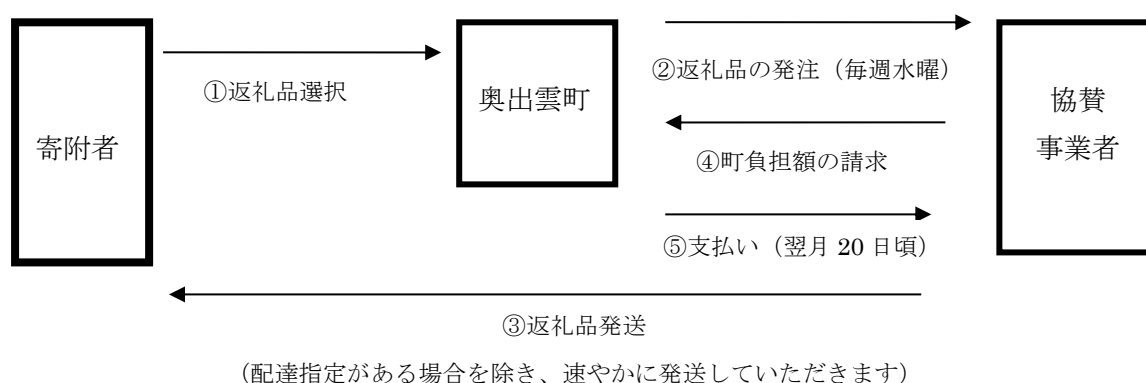 寄附者
①返礼品選択
奥出雲町
②返礼品の発注（毎週水曜）
④町負担額の請求
⑤支払い（翌月 20 日頃）
協賛
事業者
③返礼品発送
（配達指定がある場合を除き、速やかに発送していただきます）